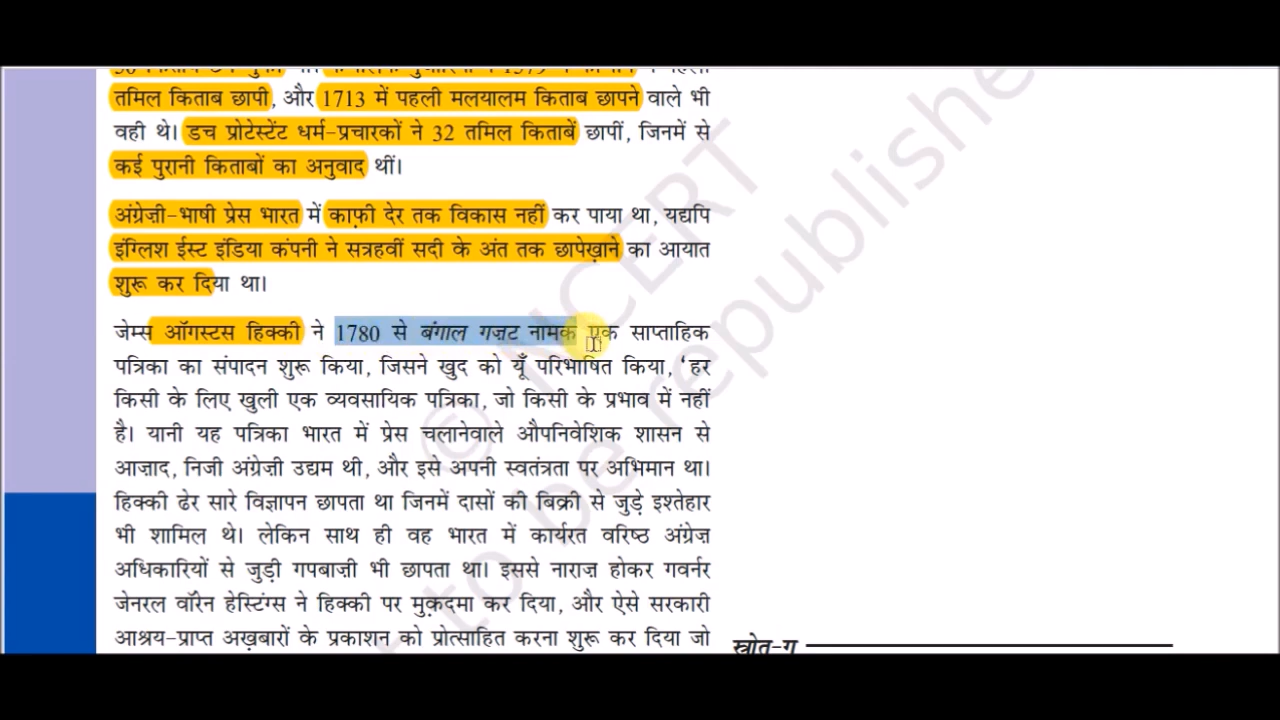 तमिल किताब छापी, और 1713 में पहली मलयालम किताब छापने वाले भी
वही थे। डच प्रोटेस्टेंट धर्म-प्रचारकों ने 32 तमिल किताबें छापीं, जिनमें से
कई पुरानी किताबों का अनुवाद थीं।
अंग्रेज़ी-भाषी प्रेस भारत में काफ़ी देर तक विकास नहीं कर पाया था, यद्यपि
इंग्लिश ईस्ट इंडिया कंपनी ने सत्रहवीं सदी के अंत तक छापेख़ाने का आयात
शुरू कर दिया था।
जेम्स ऑगस्टस हिक्की ने 1780 से बंगाल गज़ट नामक एक साप्ताहिक
पत्रिका का संपादन शुरू किया, जिसने खुद को यूँ परिभाषित किया, ‘हर
किसी के लिए खुली एक व्यवसायिक पत्रिका, जो किसी के प्रभाव में नहीं
है। यानी यह पत्रिका भारत में प्रेस चलानेवाले औपनिवेशिक शासन से
आज़ाद, निजी अंग्रेज़ी उद्यम थी, और इसे अपनी स्वतंत्रता पर अभिमान था।
हिक्की ढेर सारे विज्ञापन छापता था जिनमें दासों की बिक्री से जुड़े इश्तेहार
भी शामिल थे। लेकिन साथ ही वह भारत में कार्यरत वरिष्ठ अंग्रेज़
अधिकारियों से जुड़ी गपबाज़ी भी छापता था। इससे नाराज़ होकर गवर्नर
जेनरल वॉरेन हेस्टिंग्स ने हिक्की पर मुक़दमा कर दिया, और ऐसे सरकारी
आश्रय-प्राप्त अख़बारों के प्रकाशन को प्रोत्साहित करना शुरू कर दिया जो
स्रोत-ग
© NCERT
to be republishe